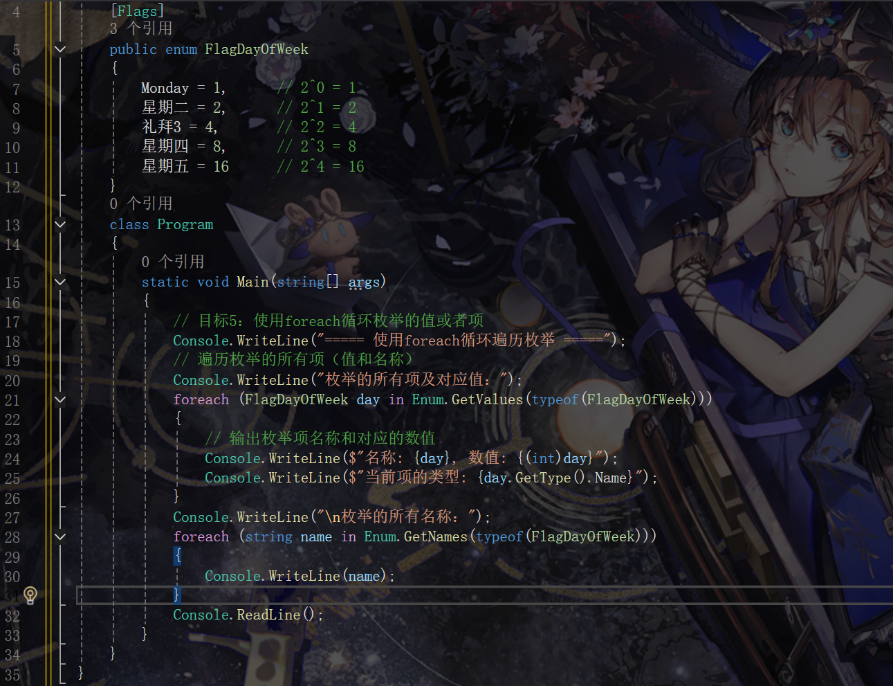 4 [Flags]
3 个引用
5 public enum FlagDayOfWeek
6 {
7 Monday = 1, // 2^0 = 1
8 星期二 = 2, // 2^1 = 2
9 礼拜3 = 4, // 2^2 = 4
10 星期四 = 8, // 2^3 = 8
11 星期五 = 16 // 2^4 = 16
12 }
0 个引用
13 class Program
14 {
0 个引用
15 static void Main(string[] args)
16 {
17 // 目标5: 使用foreach循环枚举的值或者项
18 Console.WriteLine("===== 使用foreach循环遍历枚举 =====");
19 // 遍历枚举的所有项（值和名称）
20 Console.WriteLine("枚举的所有项及对应值：");
21 foreach (FlagDayOfWeek day in Enum.GetValues(typeof(FlagDayOfWeek)))
22 {
23 // 输出枚举项名称和对应的数值
24 Console.WriteLine($"名称: {day}, 数值: {(int)day}");
25 Console.WriteLine($"当前项的类型: {day.GetType().Name}");
26 }
27 Console.WriteLine("\n枚举的所有名称：");
28 foreach (string name in Enum.GetNames(typeof(FlagDayOfWeek)))
29 {
30 Console.WriteLine(name);
}
32 Console.ReadLine();
33 }
34 }
35 }